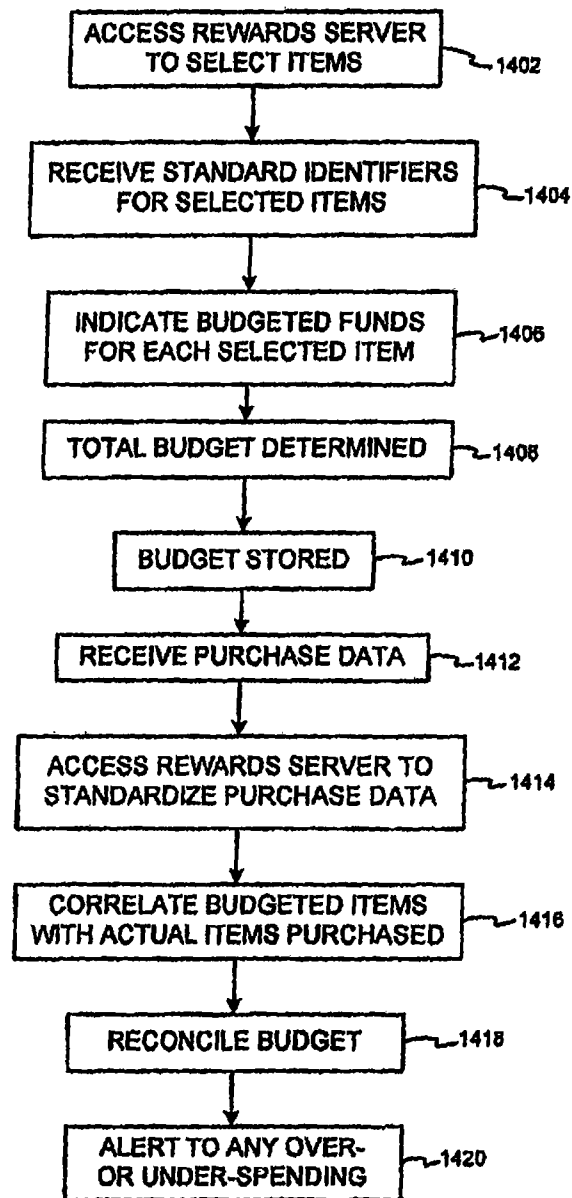 ACCESS REWARDS SERVER
TO SELECT ITEMS
1402
RECEIVE STANDARD IDENTIFIERS
FOR SELECTED ITEMS
1404
INDICATE BUDGETED FUNDS
FOR EACH SELECTED ITEM
1406
TOTAL BUDGET DETERMINED
1408
BUDGET STORED
1410
RECEIVE PURCHASE DATA
1412
ACCESS REWARDS SERVER TO
STANDARDIZE PURCHASE DATA
1414
CORRELATE BUDGETED ITEMS
WITH ACTUAL ITEMS PURCHASED
1416
RECONCILE BUDGET
1418
ALERT TO ANY OVER-
OR UNDER-SPENDING
1420